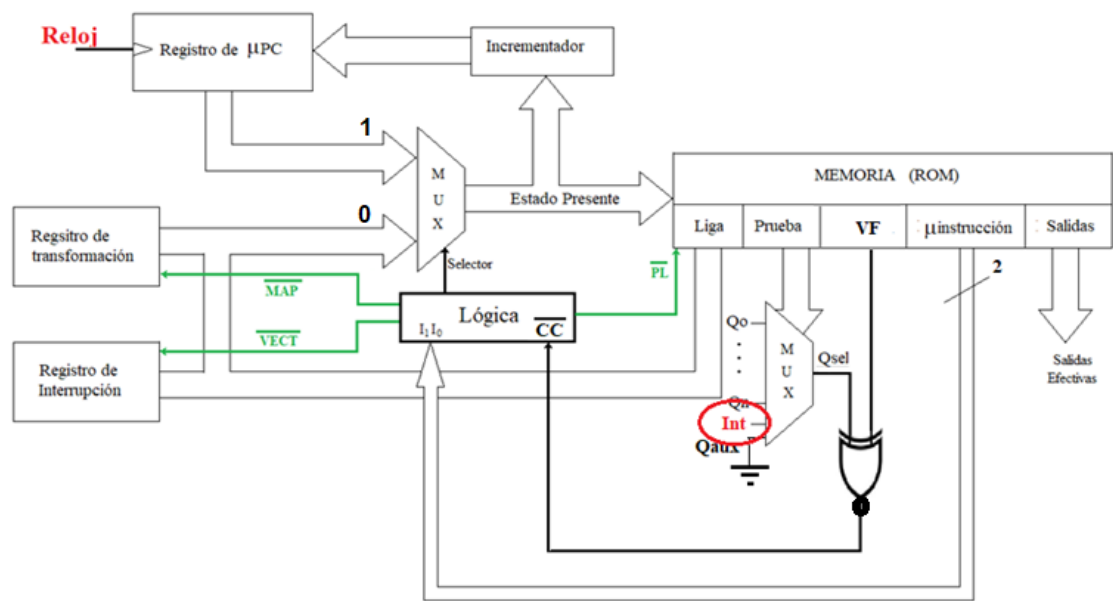 Reloj
Registro de μPC
Incrementador
1
M
U
X
0
Estado Presente
MEMORIA (ROM)
Liga
Prueba
VF
μinstrucción
Salidas
Regsitro de
transformación
Selector
MAP
PL
2
Lógica
I₁ I₀
CC
VECT
Registro de
Interrupción
Qo
M
U
X
Qsel
Qn
Int
Qaux
Salidas
Efectivas